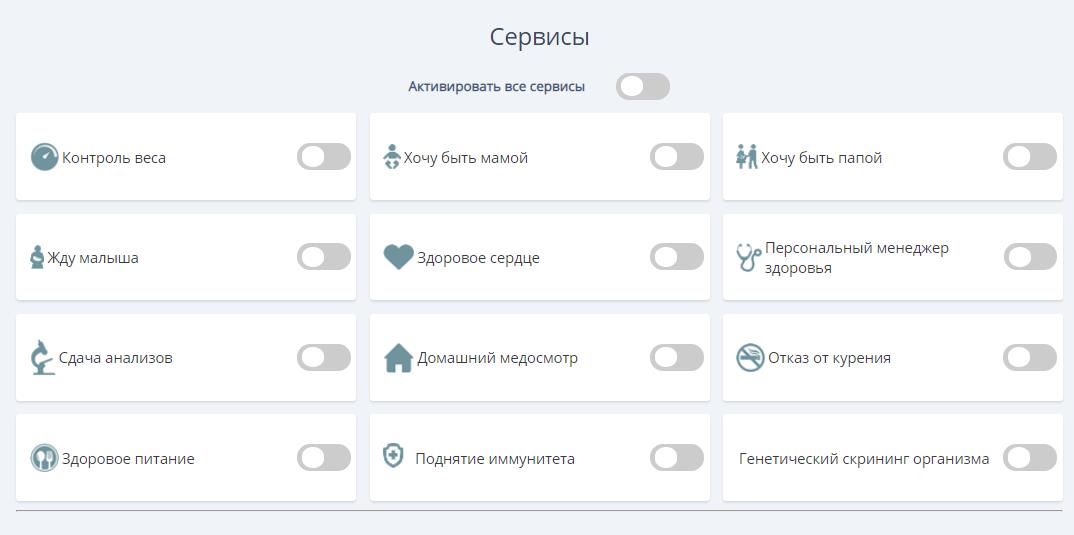 Сервисы
Активировать все сервисы
Контроль веса
Хочу быть мамой
Хочу быть папой
Жду малыша
Здоровое сердце
Персональный менеджер
здоровья
Сдача анализов
Домашний медосмотр
Отказ от курения
Здоровое питание
Поднятие иммунитета
Генетический скрининг организма